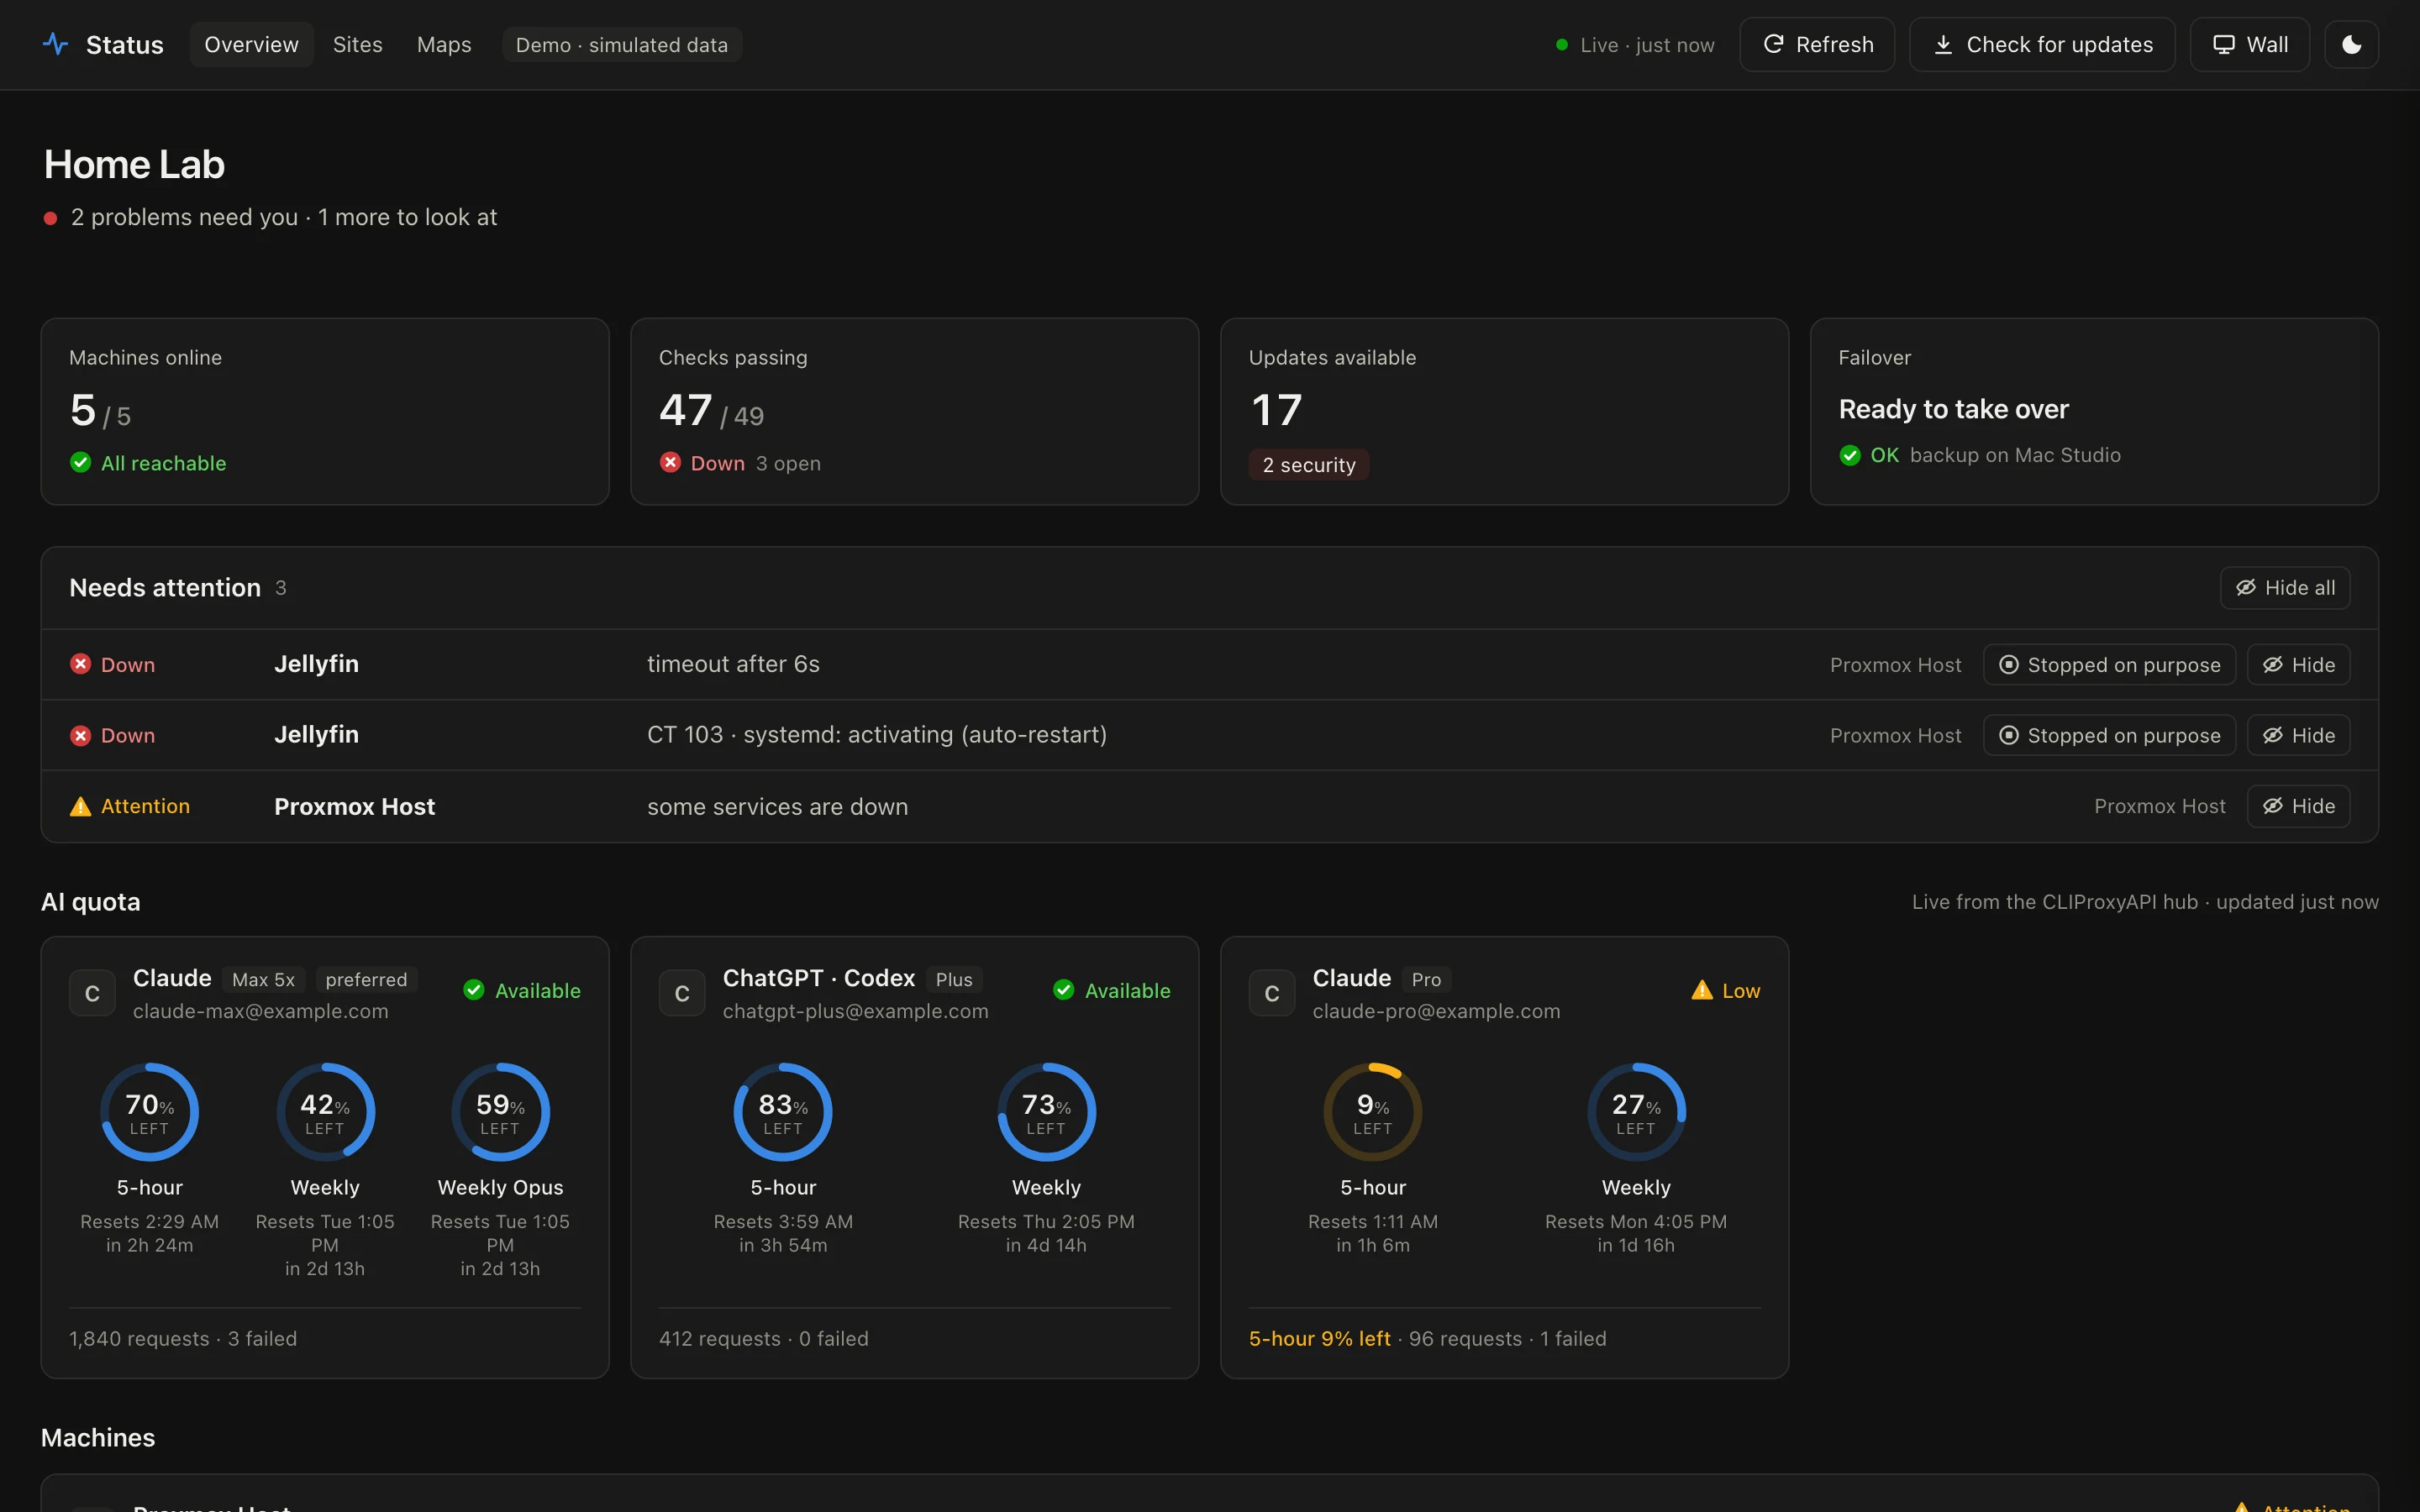 Status
Overview
Sites
Maps
Demo · simulated data
Live · just now
Refresh
Check for updates
Wall
Home Lab
2 problems need you · 1 more to look at
Machines online
5 / 5
All reachable
Checks passing
47 / 49
Down 3 open
Updates available
17
2 security
Failover
Ready to take over
OK backup on Mac Studio
Needs attention 3
Hide all
Down Jellyfin timeout after 6s Proxmox Host Stopped on purpose Hide
Down Jellyfin CT 103 · systemd: activating (auto-restart) Proxmox Host Stopped on purpose Hide
Attention Proxmox Host some services are down Proxmox Host Hide
AI quota
Live from the CLIProxyAPI hub · updated just now
C
Claude Max 5x preferred
claude-max@example.com
Available
70%
LEFT
5-hour
Resets 2:29 AM
in 2h 24m
42%
LEFT
Weekly
Resets Tue 1:05
PM
in 2d 13h
59%
LEFT
Weekly Opus
Resets Tue 1:05
PM
in 2d 13h
1,840 requests · 3 failed
C
ChatGPT · Codex Plus
chatgpt-plus@example.com
Available
83%
LEFT
5-hour
Resets 3:59 AM
in 3h 54m
73%
LEFT
Weekly
Resets Thu 2:05 PM
in 4d 14h
412 requests · 0 failed
C
Claude Pro
claude-pro@example.com
Low
9%
LEFT
5-hour
Resets 1:11 AM
in 1h 6m
27%
LEFT
Weekly
Resets Mon 4:05 PM
in 1d 16h
5-hour 9% left · 96 requests · 1 failed
Machines
Proxmox Host
Attention